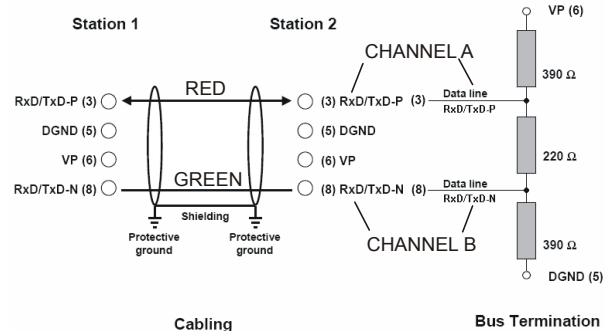 Station 1
Station 2
VP (6)
CHANNEL A
RED
390 Ω
RxD/TxD-P (3)
(3) RxD/TxD-P (3)
Data line
RxD/TxD-P
DGND (5)
(5) DGND
VP (6)
(6) VP
220 Ω
GREEN
RxD/TxD-N (8)
(8) RxD/TxD-N (8)
Data line
RxD/TxD-N
Shielding
Protective
ground
Protective
ground
CHANNEL B
390 Ω
DGND (5)
Cabling
Bus Termination